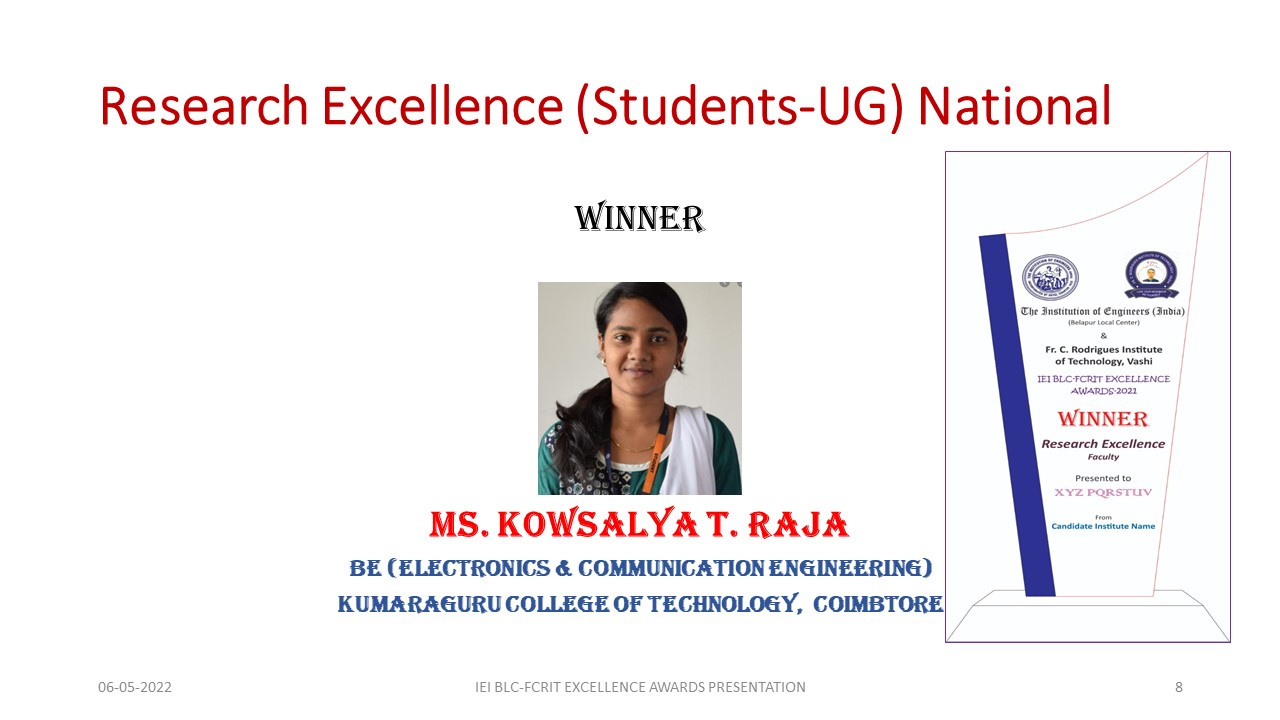 Research Excellence (Students-UG) National
WINNER
MS. KOWSALYA T. RAJA
BE (ELECTRONICS & COMMUNICATION ENGINEERING)
KUMARAGURU COLLEGE OF TECHNOLOGY, COIMBTORE
The Institution of Engineers (India)
(Belapur Local Center)
&
Fr. C. Rodrigues Institute
of Technology, Vashi
IEI BLC-FCRIT EXCELLENCE
AWARDS-2021
WINNER
Research Excellence
Faculty
Presented to
XYZ PQRSTUV
From
Candidate Institute Name
06-05-2022
IEI BLC-FCRIT EXCELLENCE AWARDS PRESENTATION
8